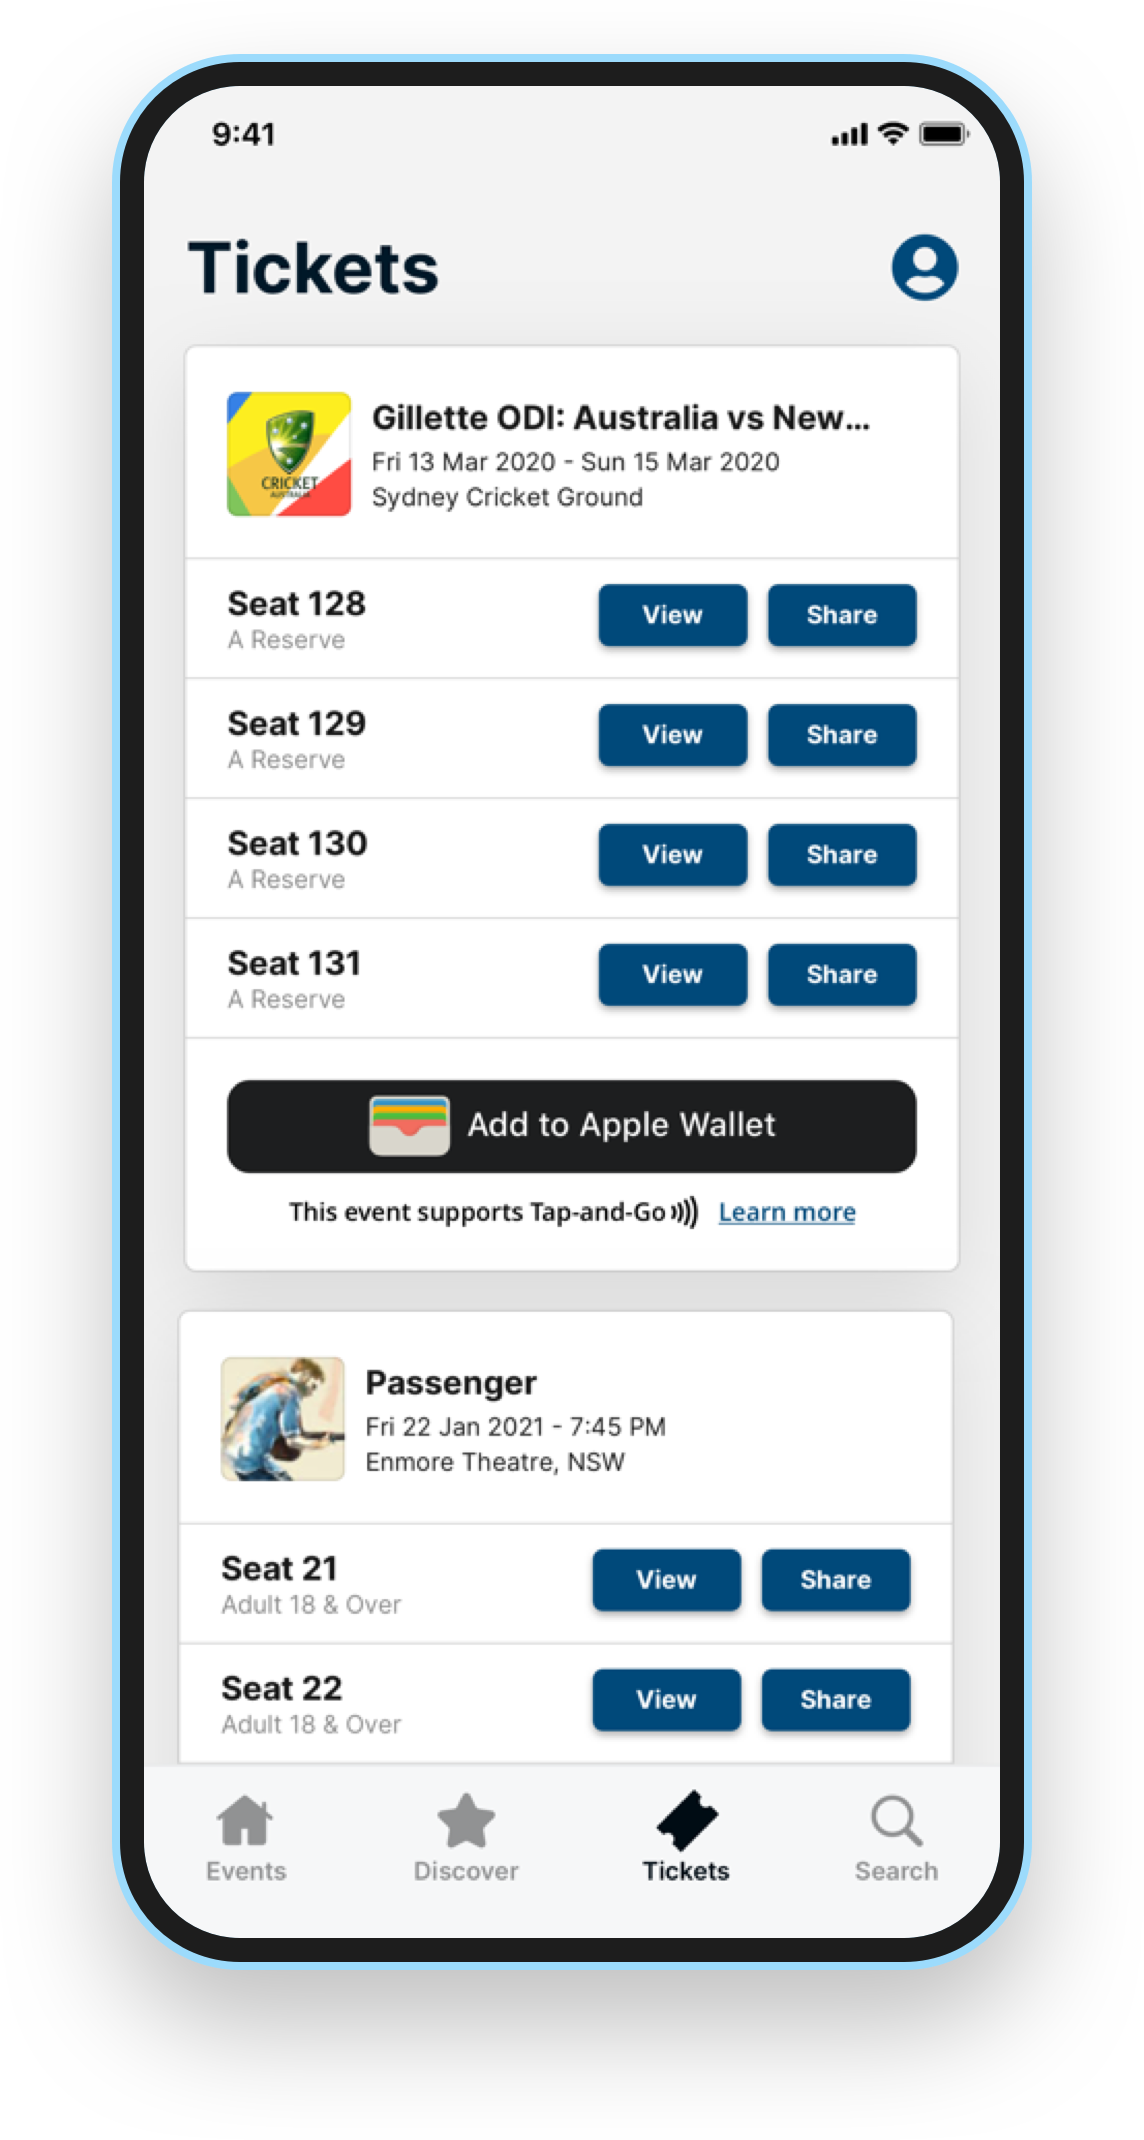 9:41
Tickets
CRICKET
AUSTRALIA
Gillette ODI: Australia vs New...
Fri 13 Mar 2020 - Sun 15 Mar 2020
Sydney Cricket Ground
Seat 128
A Reserve
View
Share
Seat 129
A Reserve
View
Share
Seat 130
A Reserve
View
Share
Seat 131
A Reserve
View
Share
Add to Apple Wallet
This event supports Tap-and-Go Learn more
Passenger
Fri 22 Jan 2021 - 7:45 PM
Enmore Theatre, NSW
Seat 21
Adult 18 & Over
View
Share
Seat 22
Adult 18 & Over
View
Share
Events
Discover
Tickets
Search